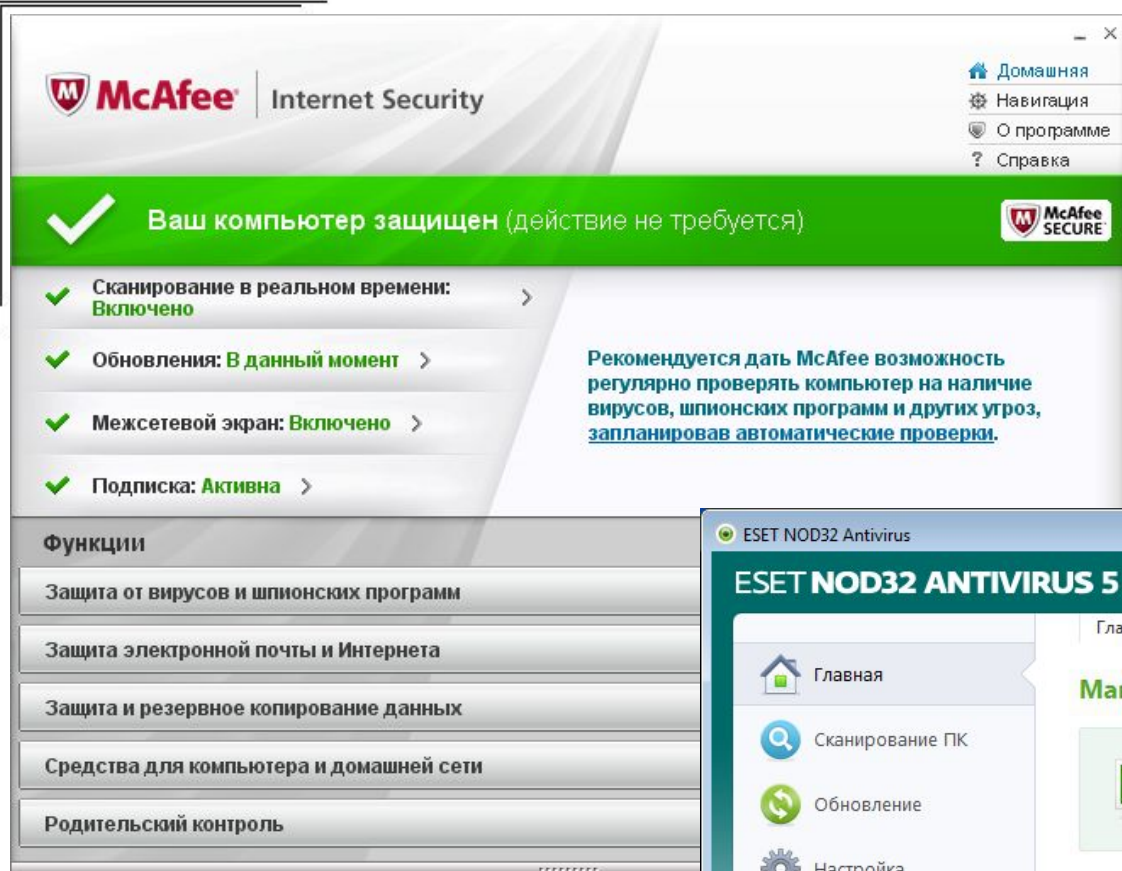 McAfee Internet Security
Домашняя
Навигация
О программе
Справка
Ваш компьютер защищен (действие не требуется)
McAfee
SECURE
Сканирование в реальном времени:
Включено
Обновления: В данный момент
Межсетевой экран: Включено
Подписка: Активна
Рекомендуется дать McAfee возможность
регулярно проверять компьютер на наличие
вирусов, шпионских программ и других угроз,
запланировав автоматические проверки.
Функции
Защита от вирусов и шпионских программ
Защита электронной почты и Интернета
Защита и резервное копирование данных
Средства для компьютера и домашней сети
Родительский контроль
ESET NOD32 Antivirus
ESET NOD32 ANTIVIRUS 5
Главная
Сканирование ПК
Обновление
Настройка